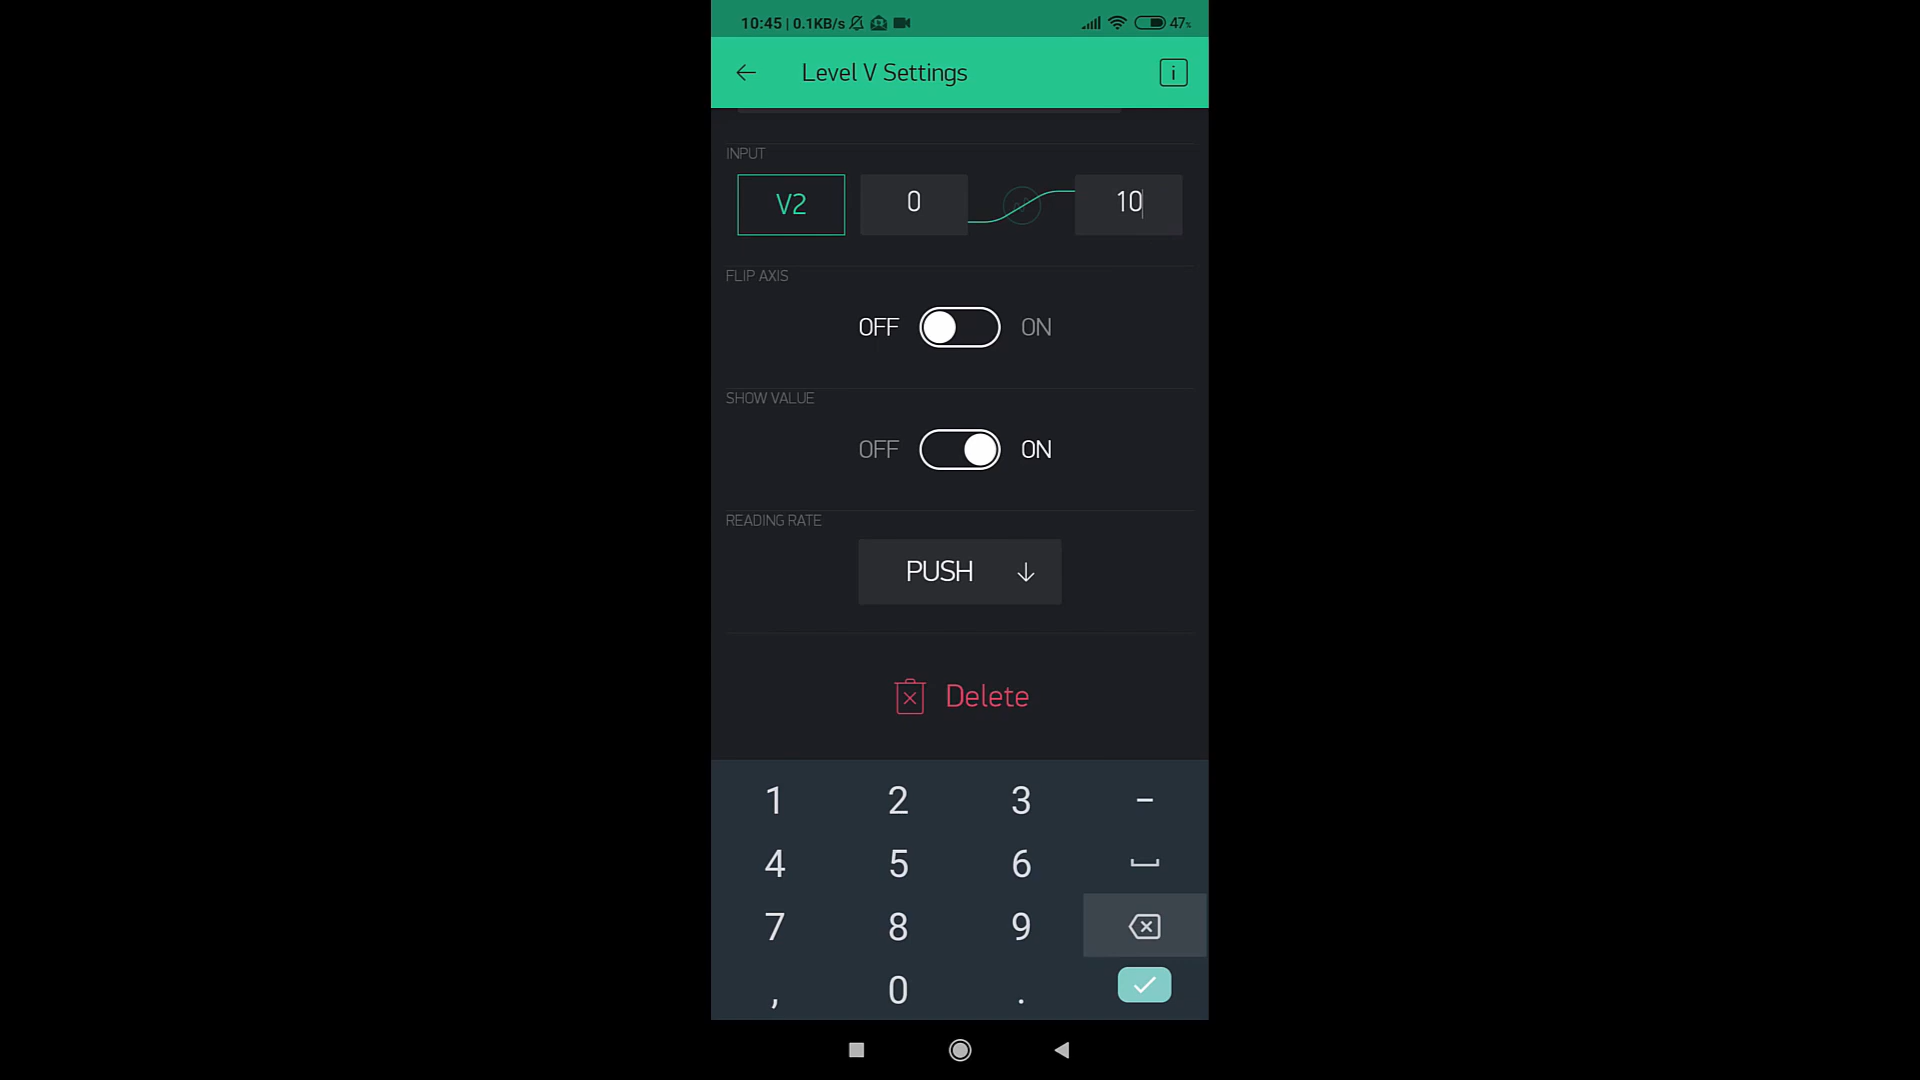 10:45 | 0.1KB/s 47%
Level V Settings
INPUT
V2 0 10
FLIP AXIS
OFF ON
SHOW VALUE
OFF ON
READING RATE
PUSH
Delete
1 2 3 -
4 5 6
7 8 9
, 0 .